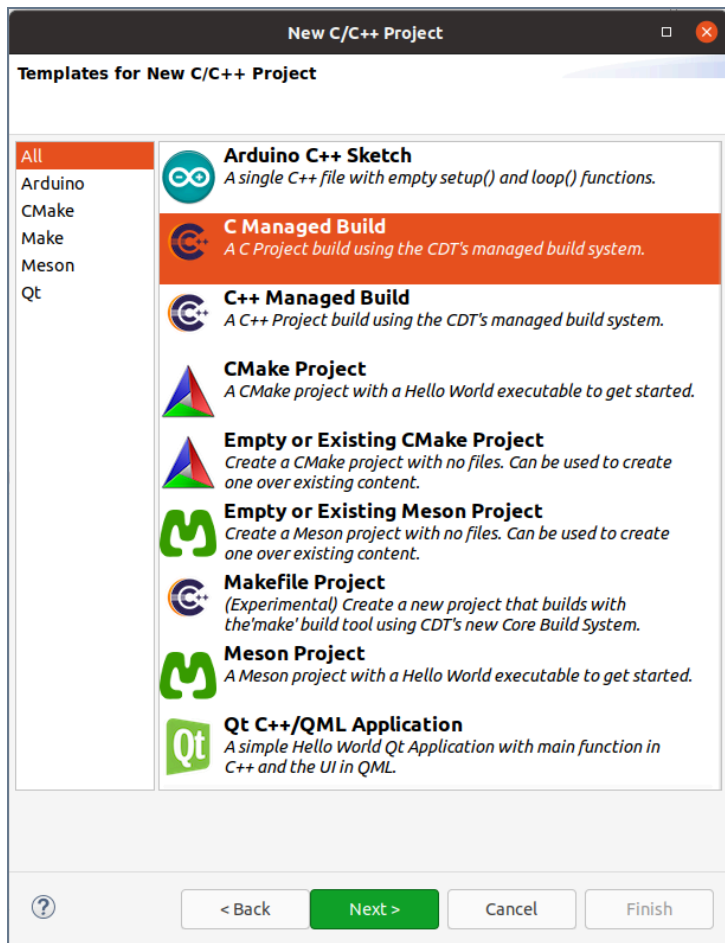 New C/C++ Project
Templates for New C/C++ Project
All
Arduino
CMake
Make
Meson
Qt
Arduino C++ Sketch
A single C++ file with empty setup() and loop() functions.
C Managed Build
A C Project build using the CDT's managed build system.
C++ Managed Build
A C++ Project build using the CDT's managed build system.
CMake Project
A CMake project with a Hello World executable to get started.
Empty or Existing CMake Project
Create a CMake project with no files. Can be used to create
one over existing content.
Empty or Existing Meson Project
Create a Meson project with no files. Can be used to create
one over existing content.
Makefile Project
(Experimental) Create a new project that builds with
the'make' build tool using CDT's new Core Build System.
Meson Project
A Meson project with a Hello World executable to get started.
Qt
Qt C++/QML Application
A simple Hello World Qt Application with main function in
C++ and the UI in QML.
?
< Back
Next >
Cancel
Finish